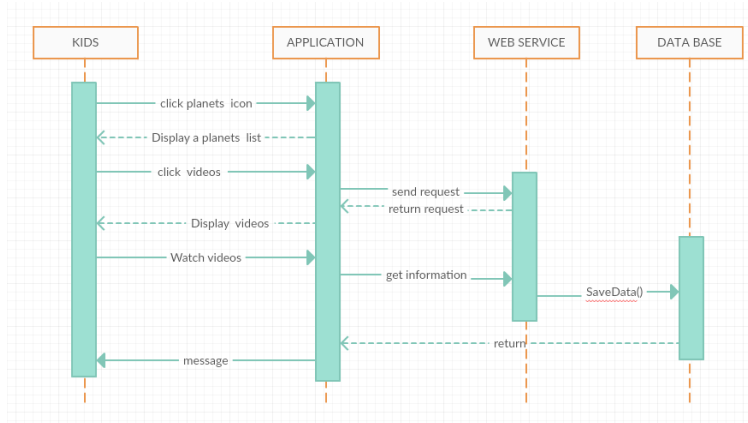 KIDS
APPLICATION
WEB SERVICE
DATA BASE
click planets icon
Display a planets list
click videos
send request
return request
Display videos
Watch videos
get information
SaveData()
return
message